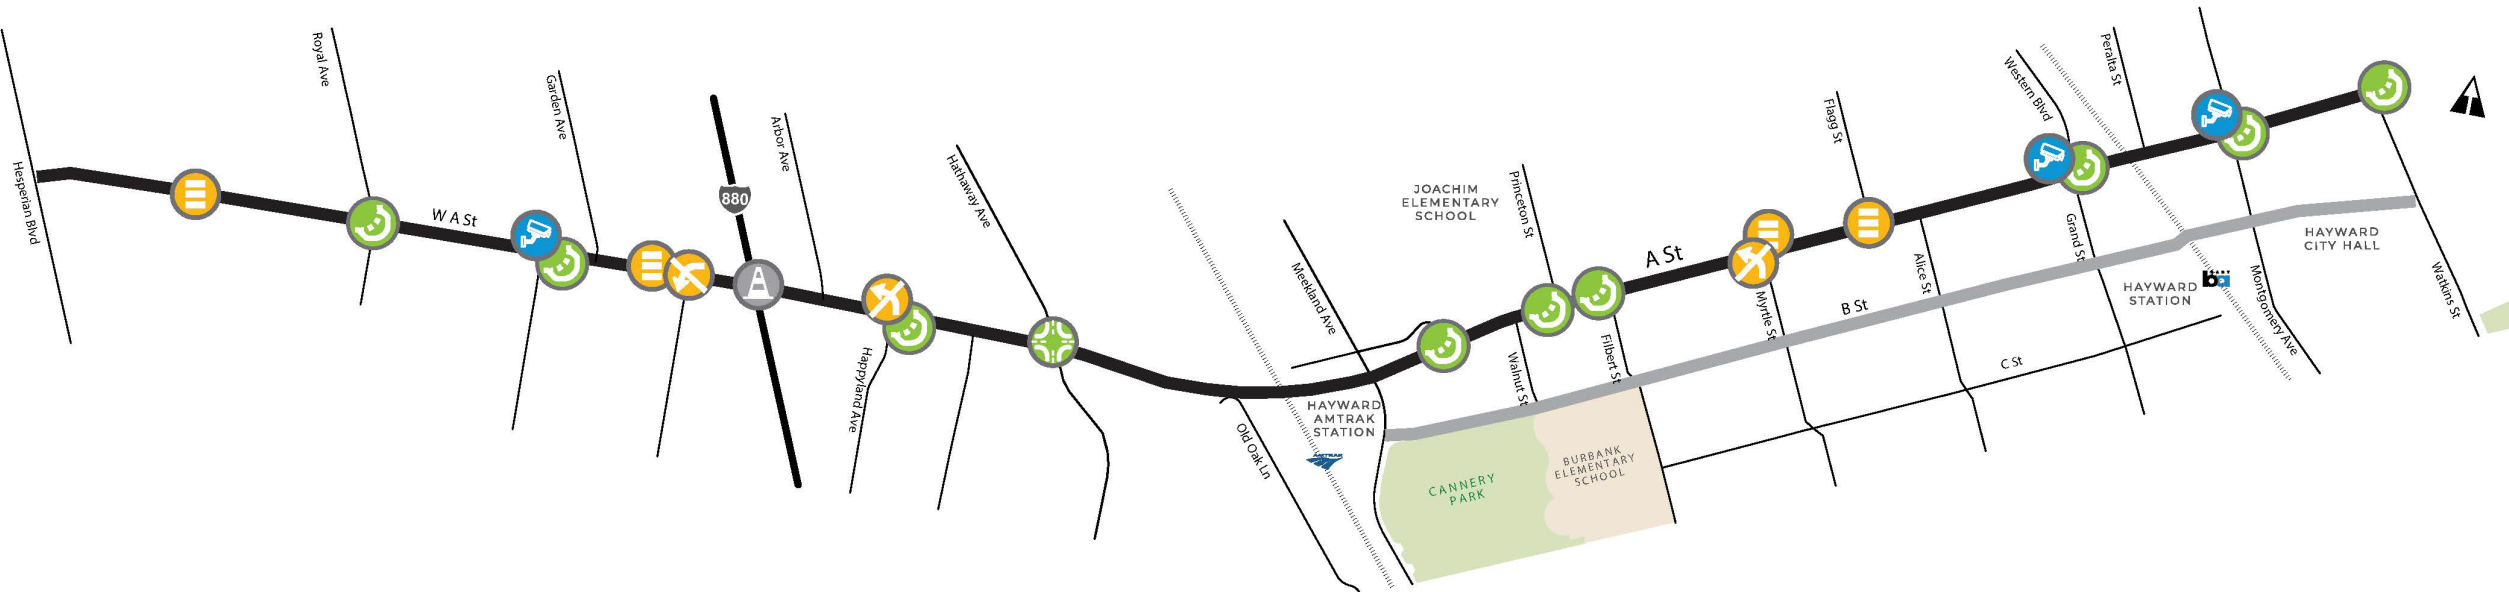 Hesperian Blvd
Royal Ave
W A St
Garden Ave
880
Arbor Ave
Happyland Ave
Hathaway Ave
Old Oak Ln
Meekland Ave
HAYWARD
AMTRAK
STATION
AMTRAK
JOACHIM
ELEMENTARY
SCHOOL
CANNERY
PARK
BURBANK
ELEMENTARY
SCHOOL
Princeton St
Walnut St
Filbert St
A St
Myrtle St
B St
Flagg St
Alice St
C St
Western Blvd
Grand St
Peralta St
HAYWARD
STATION
ba
Montgomery Ave
HAYWARD
CITY HALL
Watkins St